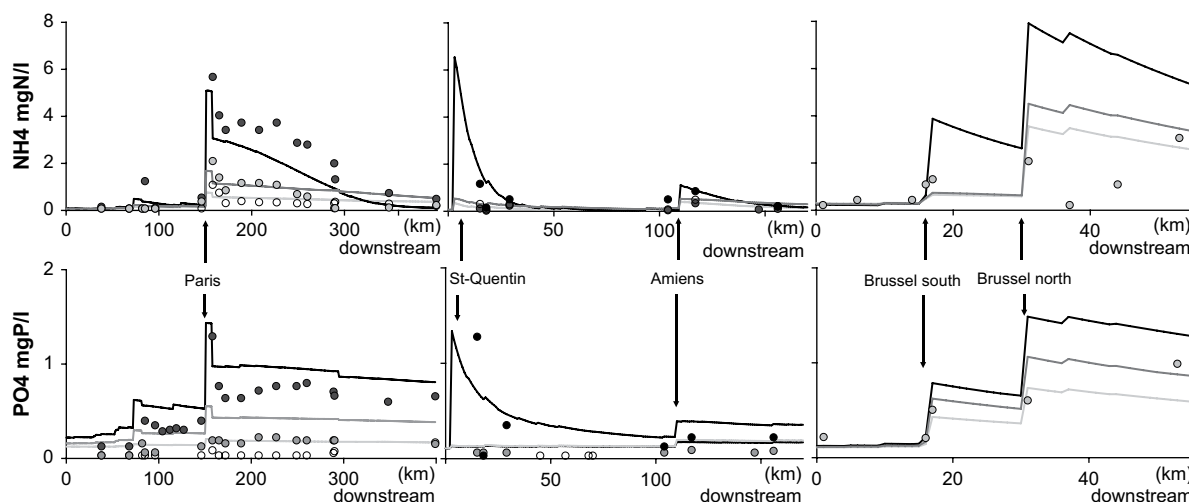 NH4 mgN/l
8
6
4
2
0
0 100 200 300 (km)
downstream
50 100 (km)
downstream
0 20 40 (km)
downstream
Paris
St-Quentin
Amiens
Brussel south
Brussel north
PO4 mgP/l
2
1
0
0 100 200 300 (km)
downstream
0 50 100 (km)
downstream
0 20 40 (km)
downstream